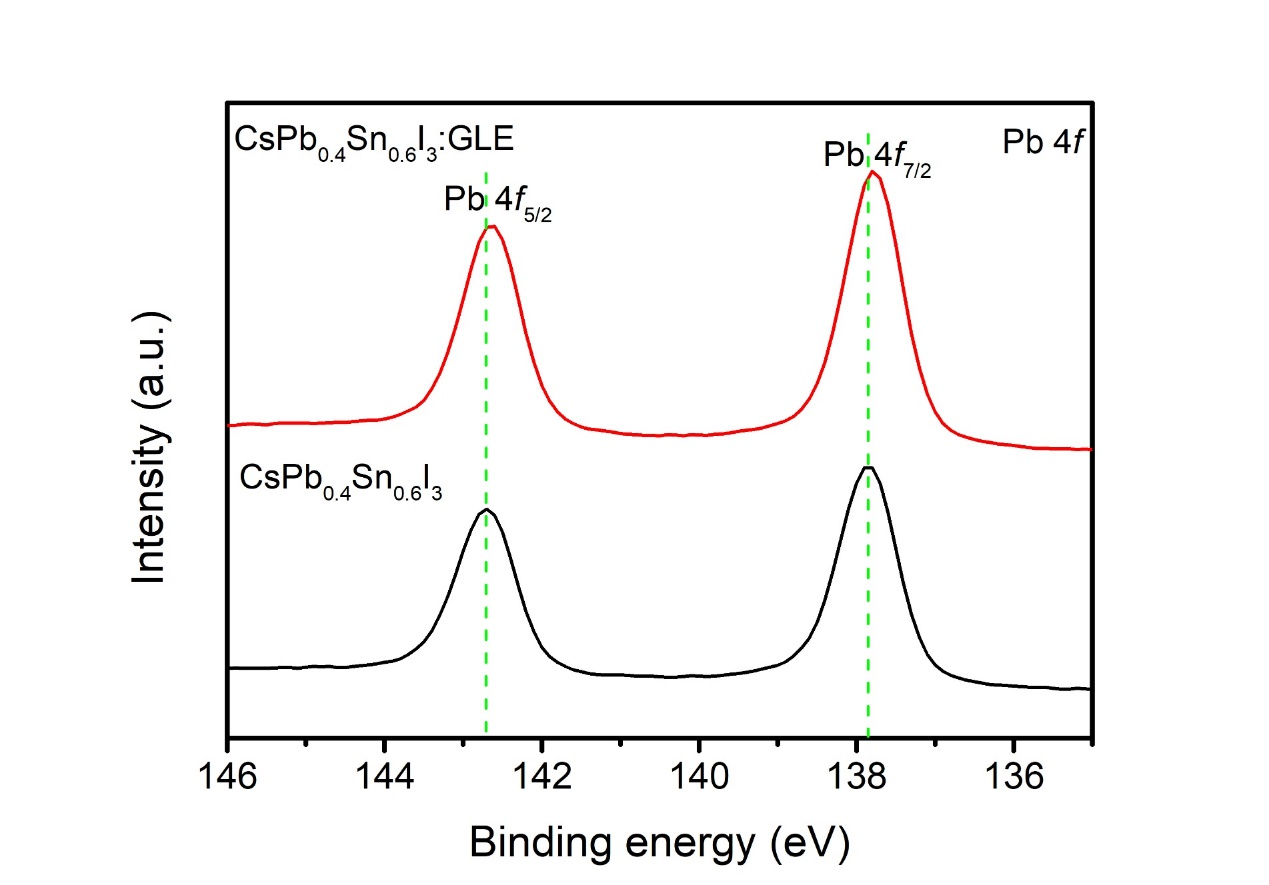 CsPb0.4Sn0.6I3:GLE
Pb 4f
Pb 4f7/2
Pb 4f5/2
CsPb0.4Sn0.6I3
Intensity (a.u.)
146 144 142 140 138 136
Binding energy (eV)